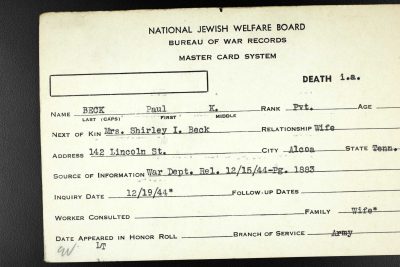 NATIONAL JEWISH WELFARE BOARD
BUREAU OF WAR RECORDS
MASTER CARD SYSTEM
DEATH i.a.
NAME BECK Paul K. RANK Pvt. AGE
LAST (CAPS) FIRST MIDDLE
NEXT OF KIN Mrs. Shirley I. Beck RELATIONSHIP Wife
ADDRESS 142 Lincoln St. CITY Alcoa STATE Tenn.
SOURCE OF INFORMATION War Dept. Rel. 12/15/44-Pg. 1883
INQUIRY DATE 12/19/44* FOLLOW-UP DATES
WORKER CONSULTED FAMILY Wife*
DATE APPEARED IN HONOR ROLL BRANCH OF SERVICE Army
LT